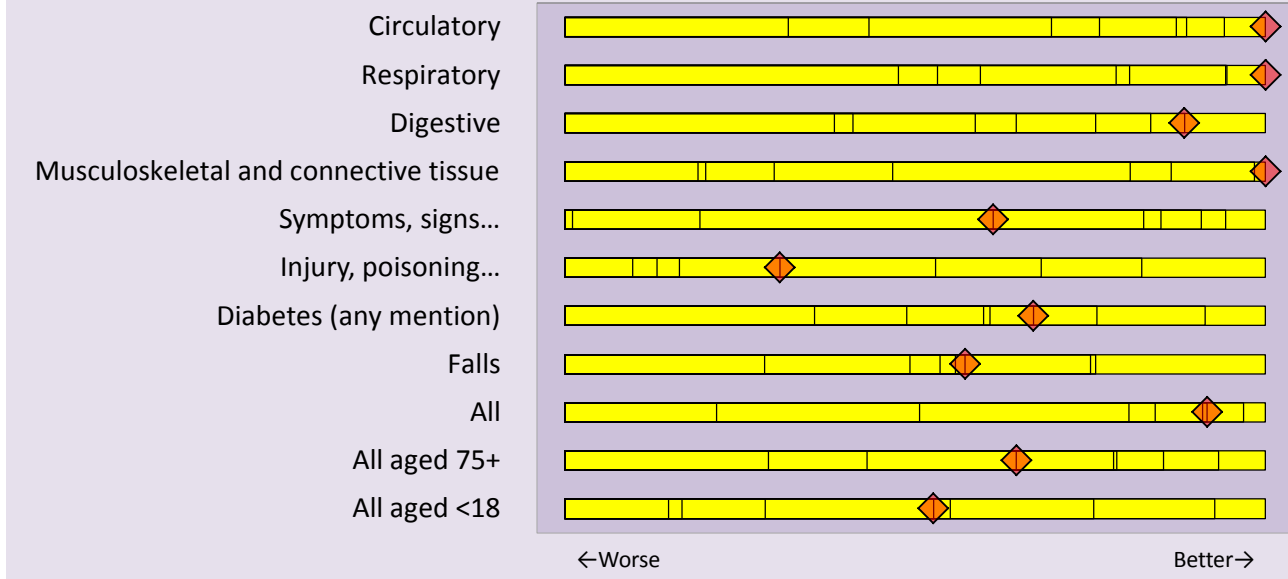 Circulatory
Respiratory
Digestive
Musculoskeletal and connective tissue
Symptoms, signs…
Injury, poisoning…
Diabetes (any mention)
Falls
All
All aged 75+
All aged <18
←Worse Better→